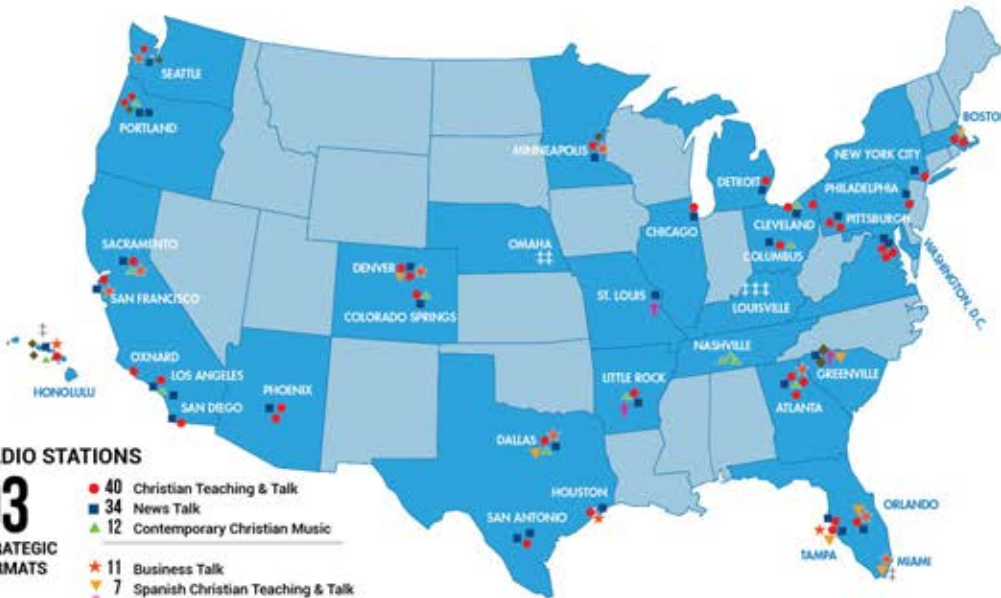 SEATTLE
PORTLAND
MINNEAPOLIS
BOSTON
NEW YORK CITY
DETROIT
PHILADELPHIA
CLEVELAND
PITTSBURGH
CHICAGO
SACRAMENTO
OMAHA
COLUMBUS
WASHINGTON, D.C.
DENVER
SAN FRANCISCO
ST. LOUIS
LOUISVILLE
COLORADO SPRINGS
NASHVILLE
OXNARD
LOS ANGELES
GREENVILLE
HONOLULU
PHOENIX
LITTLE ROCK
SAN DIEGO
ATLANTA
DALLAS
HOUSTON
ORLANDO
SAN ANTONIO
TAMPA
MIAMI
ADIO STATIONS
3
RATEGIC
RMATS
40 Christian Teaching & Talk
34 News Talk
12 Contemporary Christian Music
11 Business Talk
7 Spanish Christian Teaching & Talk